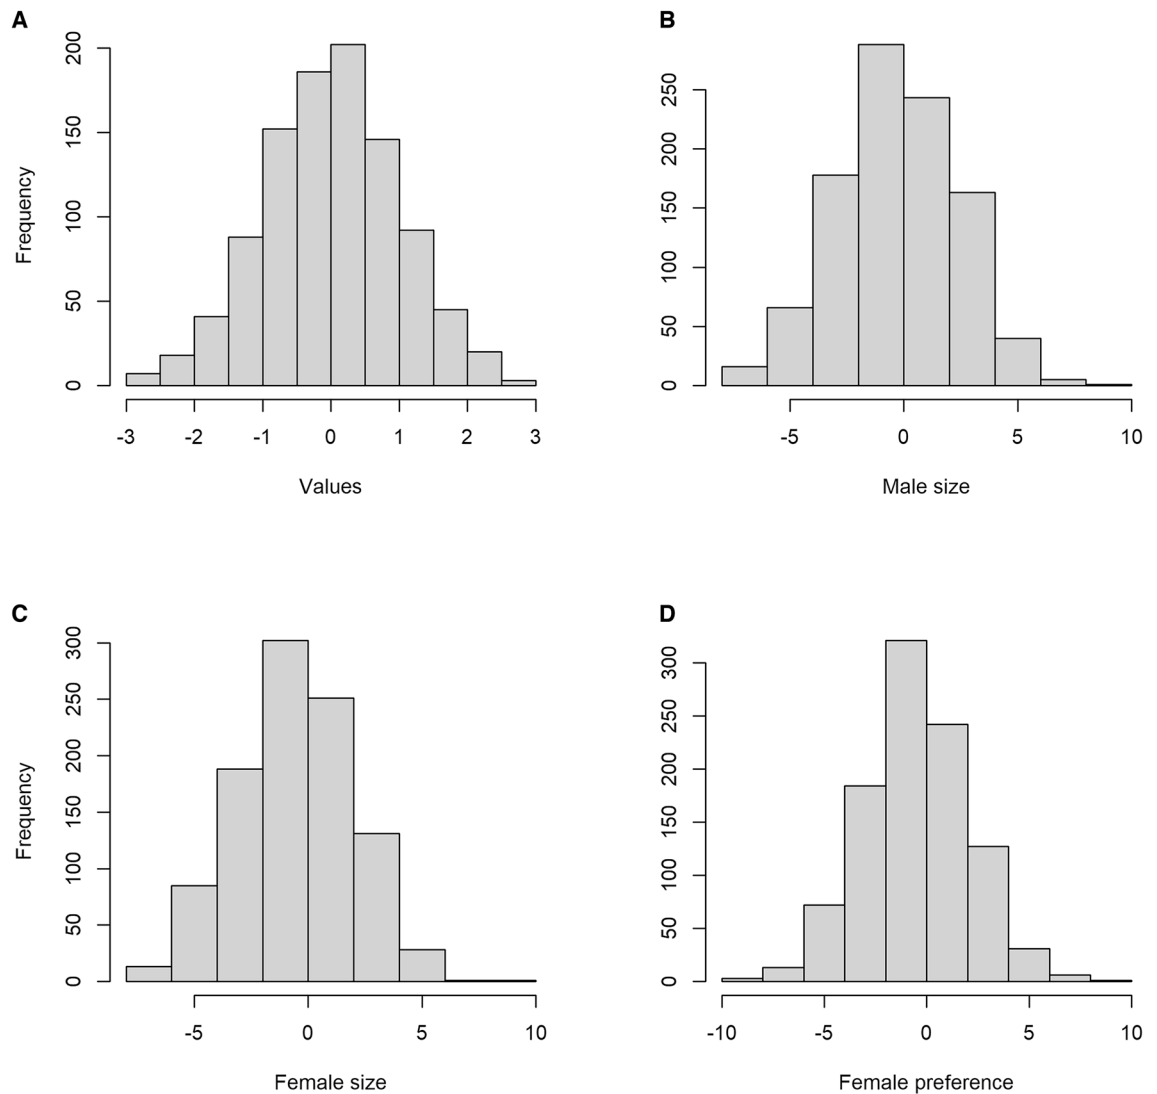 A
Frequency
0 50 100 150 200
-3 -2 -1 0 1 2 3
Values
B
0 50 100 150 200 250
-5 0 5 10
Male size
C
Frequency
0 50 100 150 200 250 300
-5 0 5 10
Female size
D
0 50 100 150 200 250 300
-10 -5 0 5 10
Female preference